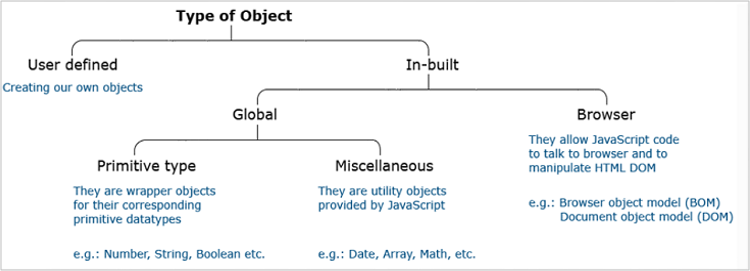 Type of Object
User defined
In-built
Creating our own objects
Global
Browser
They allow JavaScript code
to talk to browser and to
manipulate HTML DOM
Primitive type
Miscellaneous
They are wrapper objects
for their corresponding
primitive datatypes
They are utility objects
provided by JavaScript
e.g.: Browser object model (BOM)
Document object model (DOM)
e.g.: Number, String, Boolean etc.
e.g.: Date, Array, Math, etc.